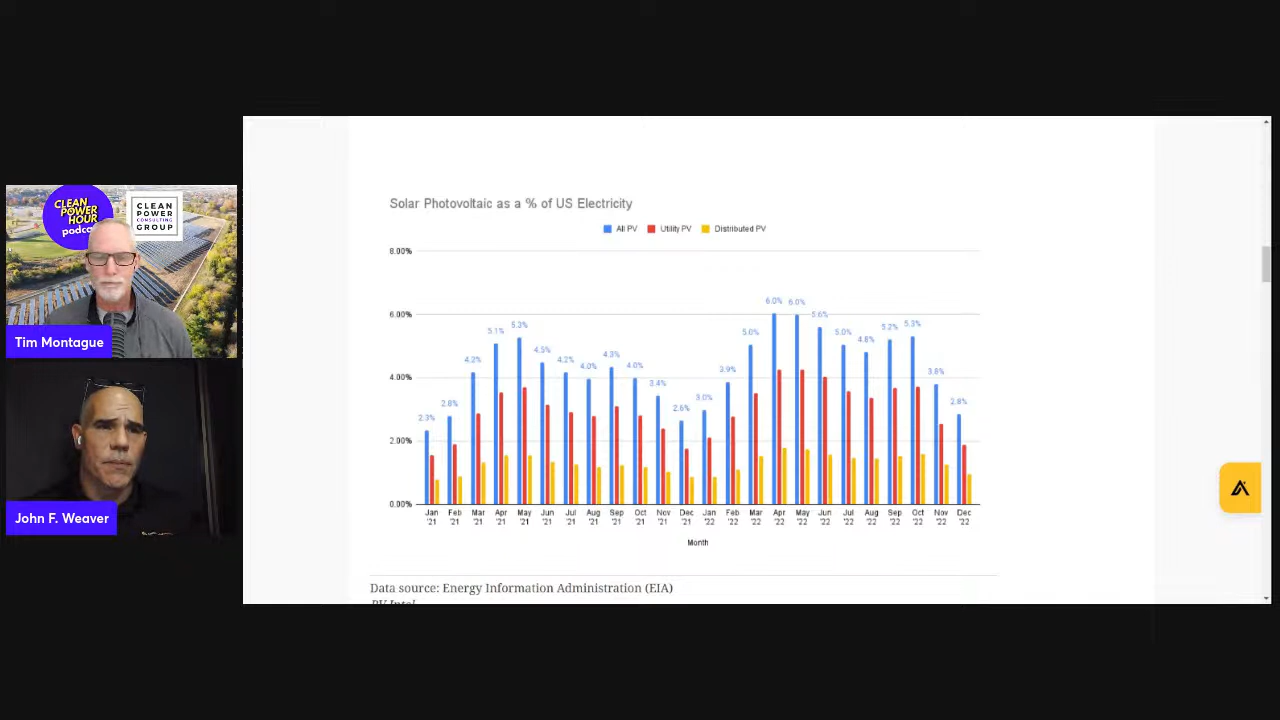 CLEAN
POWER
HOUR
CLEAN
POWER
CONSULTING
GROUP
Tim Montague
John F. Weaver
Solar Photovoltaic as a % of US Electricity
All PV Utility PV Distributed PV
8.00%
6.00%
4.00%
2.00%
0.00%
2.3% 2.8% 4.2% 5.1% 5.3% 4.5% 4.2% 4.0% 4.3% 4.0% 3.4% 2.6% 3.0% 3.9% 5.0% 6.0% 6.0% 5.6% 5.0% 4.8% 5.2% 5.3% 3.8% 2.8%
Jan Feb Mar Apr May Jun Jul Aug Sep Oct Nov Dec Jan Feb Mar Apr May Jun Jul Aug Sep Oct Nov Dec
'21 '21 '21 '21 '21 '21 '21 '21 '21 '21 '21 '21 '22 '22 '22 '22 '22 '22 '22 '22 '22 '22 '22 '22
Month
Data source: Energy Information Administration (EIA)